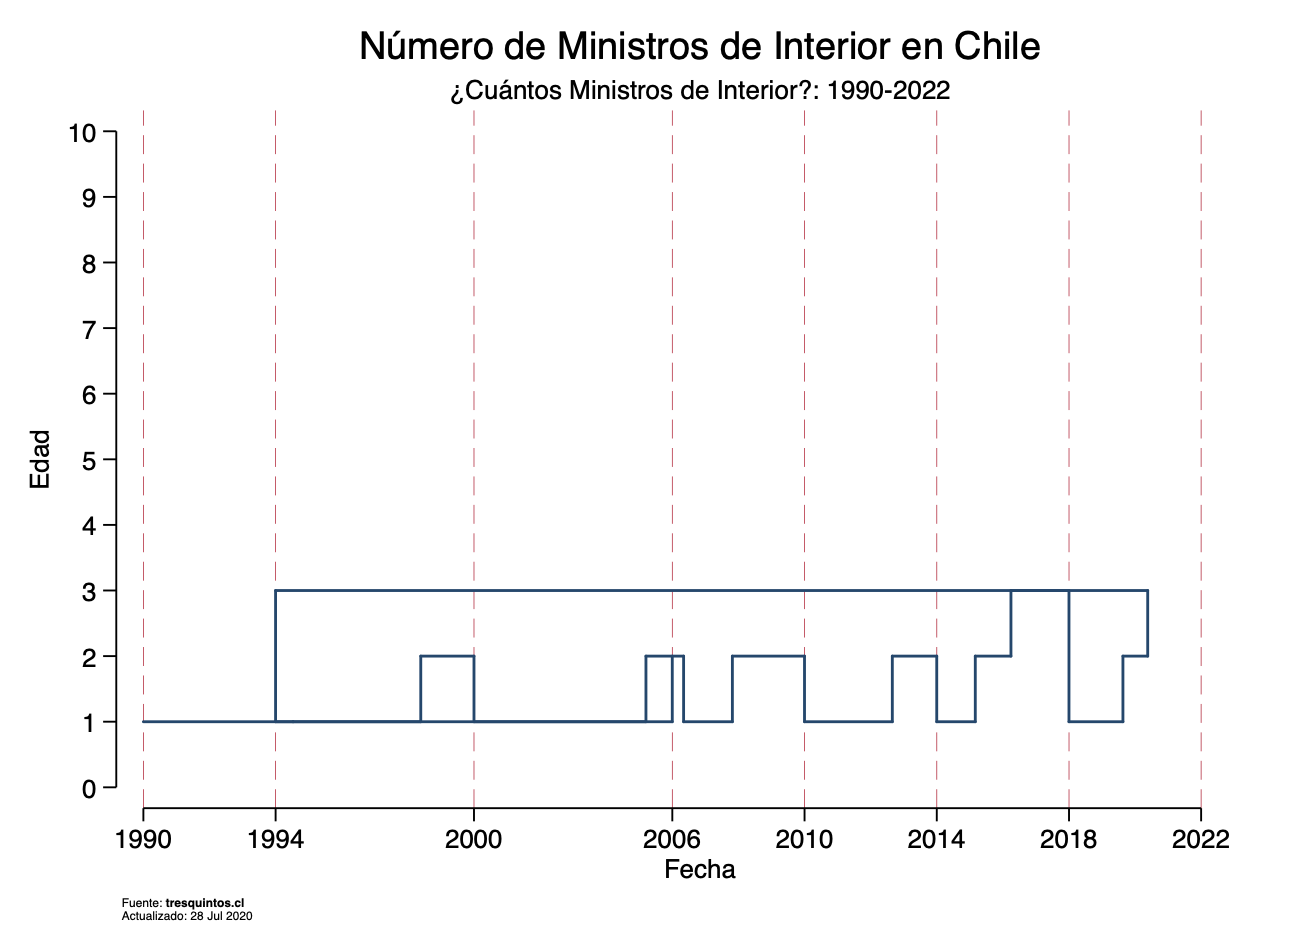 Número de Ministros de Interior en Chile
¿Cuántos Ministros de Interior?: 1990-2022
10
9
8
7
6
5
4
3
2
1
0
Edad
1990 1994 2000 2006 2010 2014 2018 2022
Fecha
Fuente: tresquintos.cl
Actualizado: 28 Jul 2020